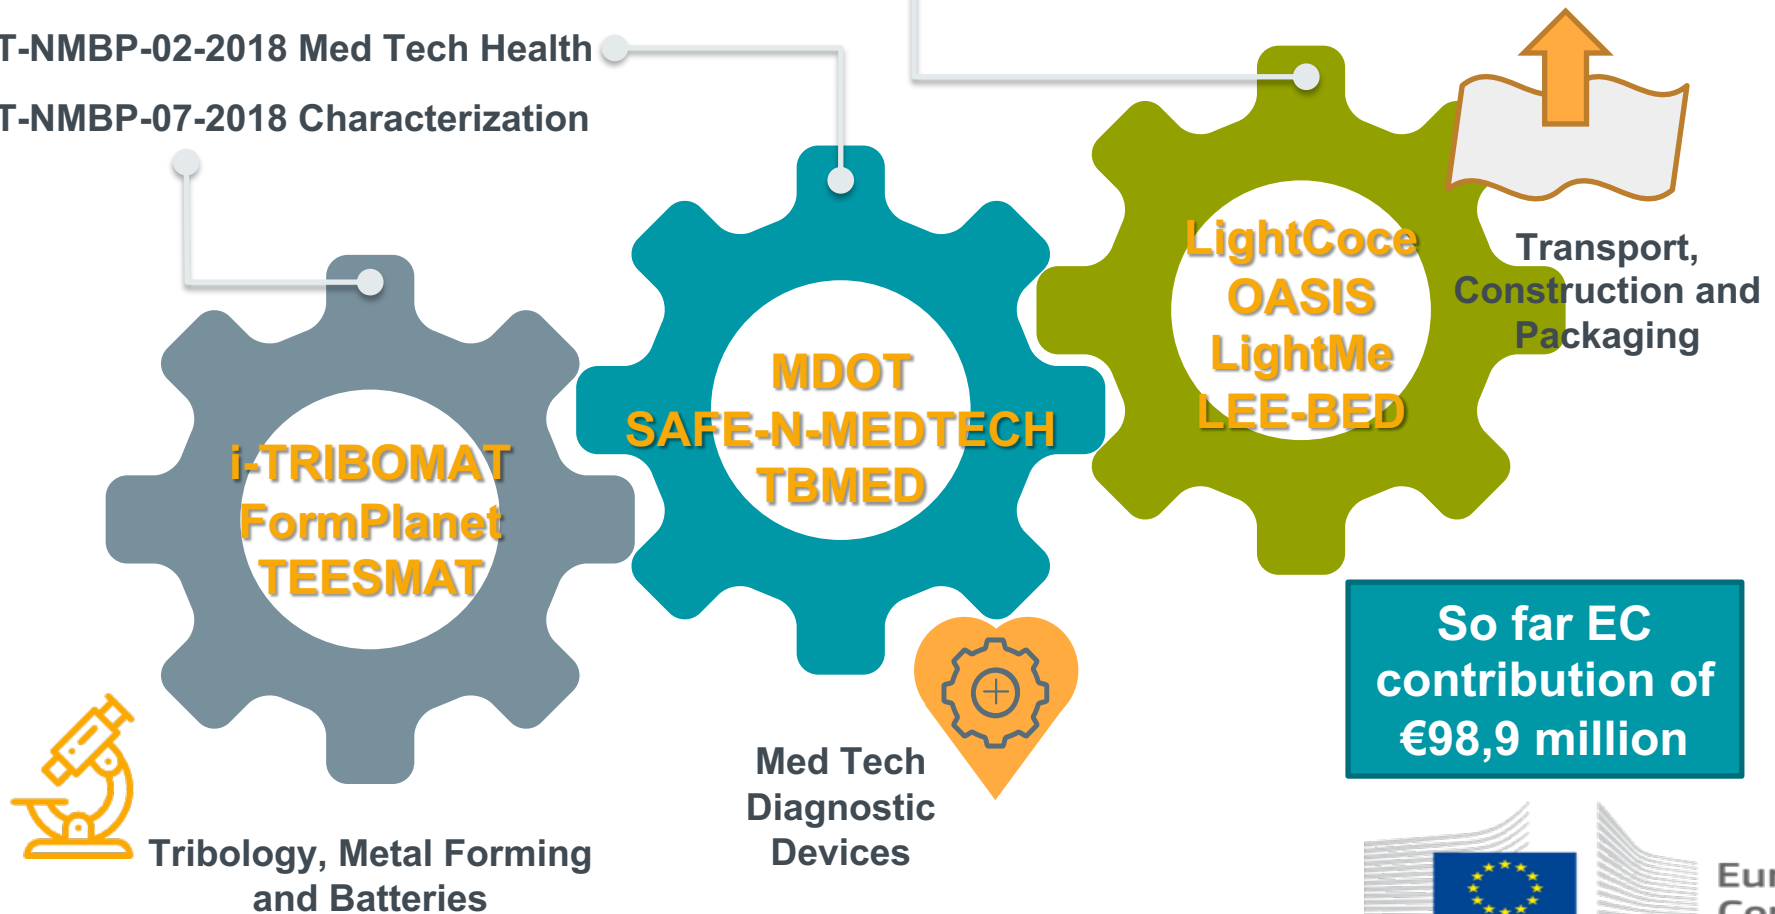 T-NMBP-02-2018 Med Tech Health
T-NMBP-07-2018 Characterization
LightCoce
OASIS
LightMe
LEE-BED
Transport,
Construction and
Packaging
MDOT
SAFE-N-MEDTECH
TBMED
i-TRIBOMAT
FormPlanet
TEESMAT
So far EC
contribution of
€98,9 million
Med Tech
Diagnostic
Devices
Tribology, Metal Forming
and Batteries